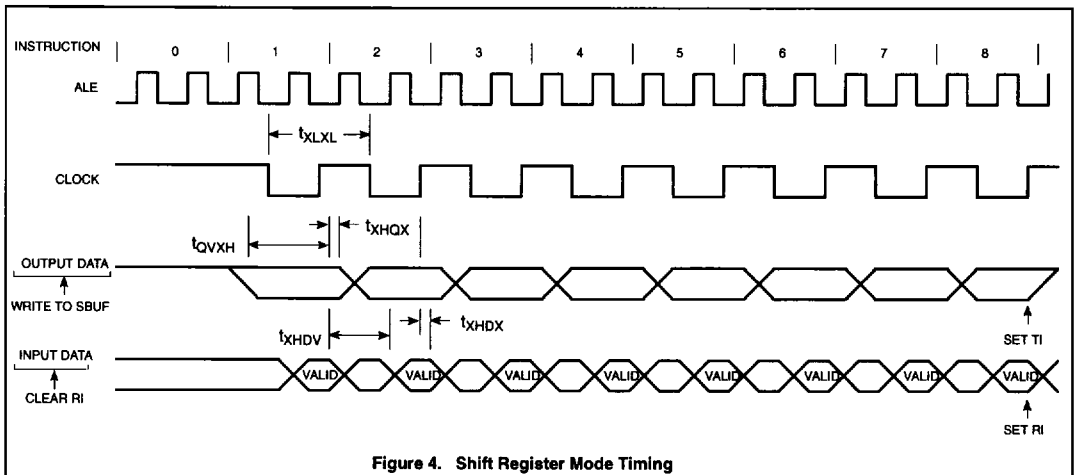 INSTRUCTION | 0 | 1 | 2 | 3 | 4 | 5 | 6 | 7 | 8 |
ALE
tXLXL
CLOCK
tQVXH
tXHQX
OUTPUT DATA
WRITE TO SBUF
tXHDV
tXHDX
SET TI
INPUT DATA
VALID VALID VALID VALID VALID VALID VALID VALID
CLEAR RI
SET RI
Figure 4. Shift Register Mode Timing